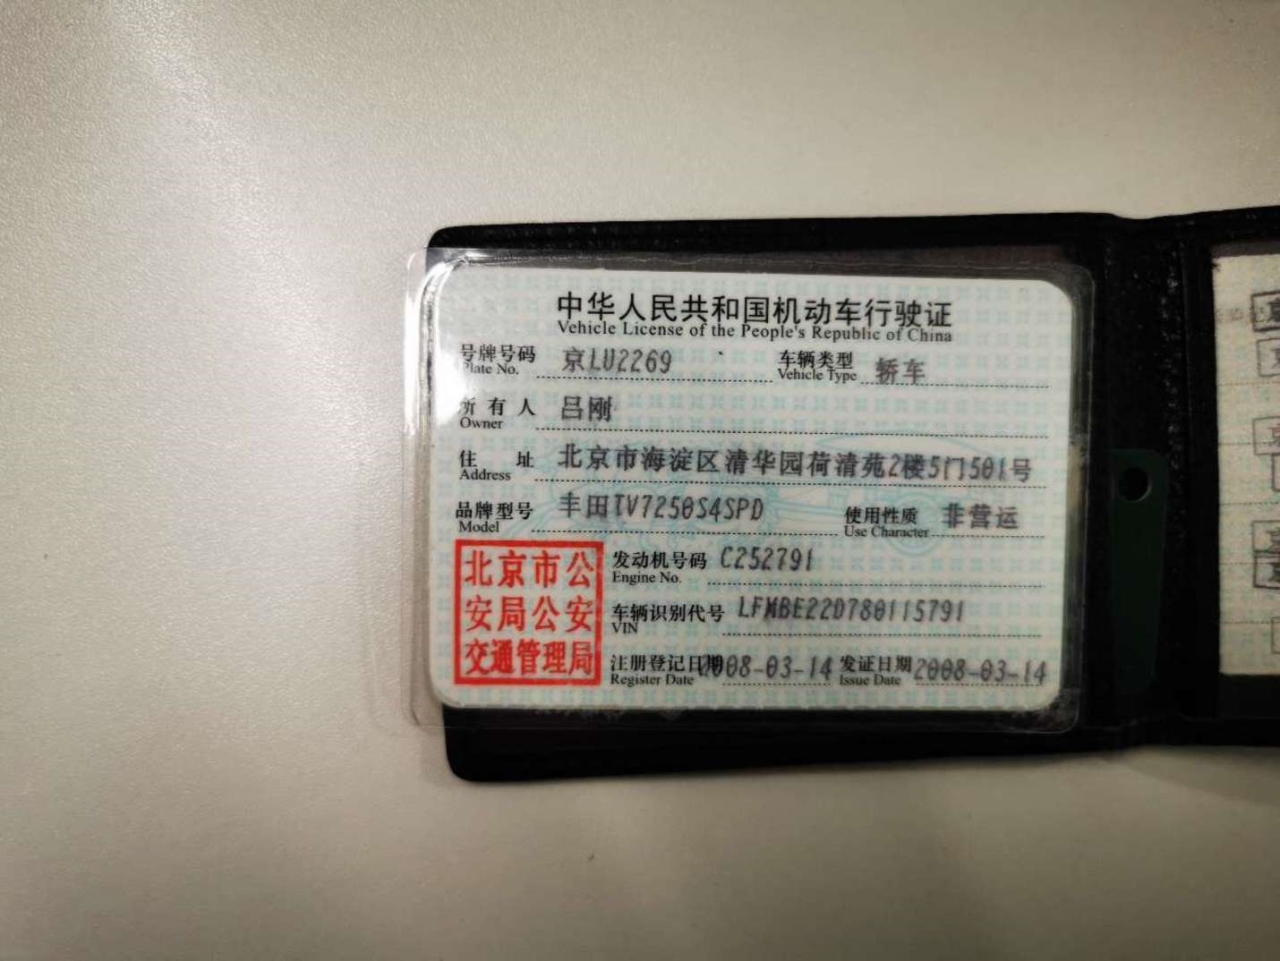 中华人民共和国机动车行驶证
Vehicle License of the People's Republic of China
号牌号码 京LU2269 车辆类型 轿车
Plate No. Vehicle Type
所有人 吕刚
Owner
住址 北京市海淀区清华园荷清苑2楼5门501号
Address
品牌型号 丰田TV7250S4SPD 使用性质 非营运
Model Use Character
北京市公安局公安交通管理局
发动机号码 C252791
Engine No.
车辆识别代号 LFMBE22D780115791
VIN
注册登记日期 2008-03-14 发证日期 2008-03-14
Register Date Issue Date